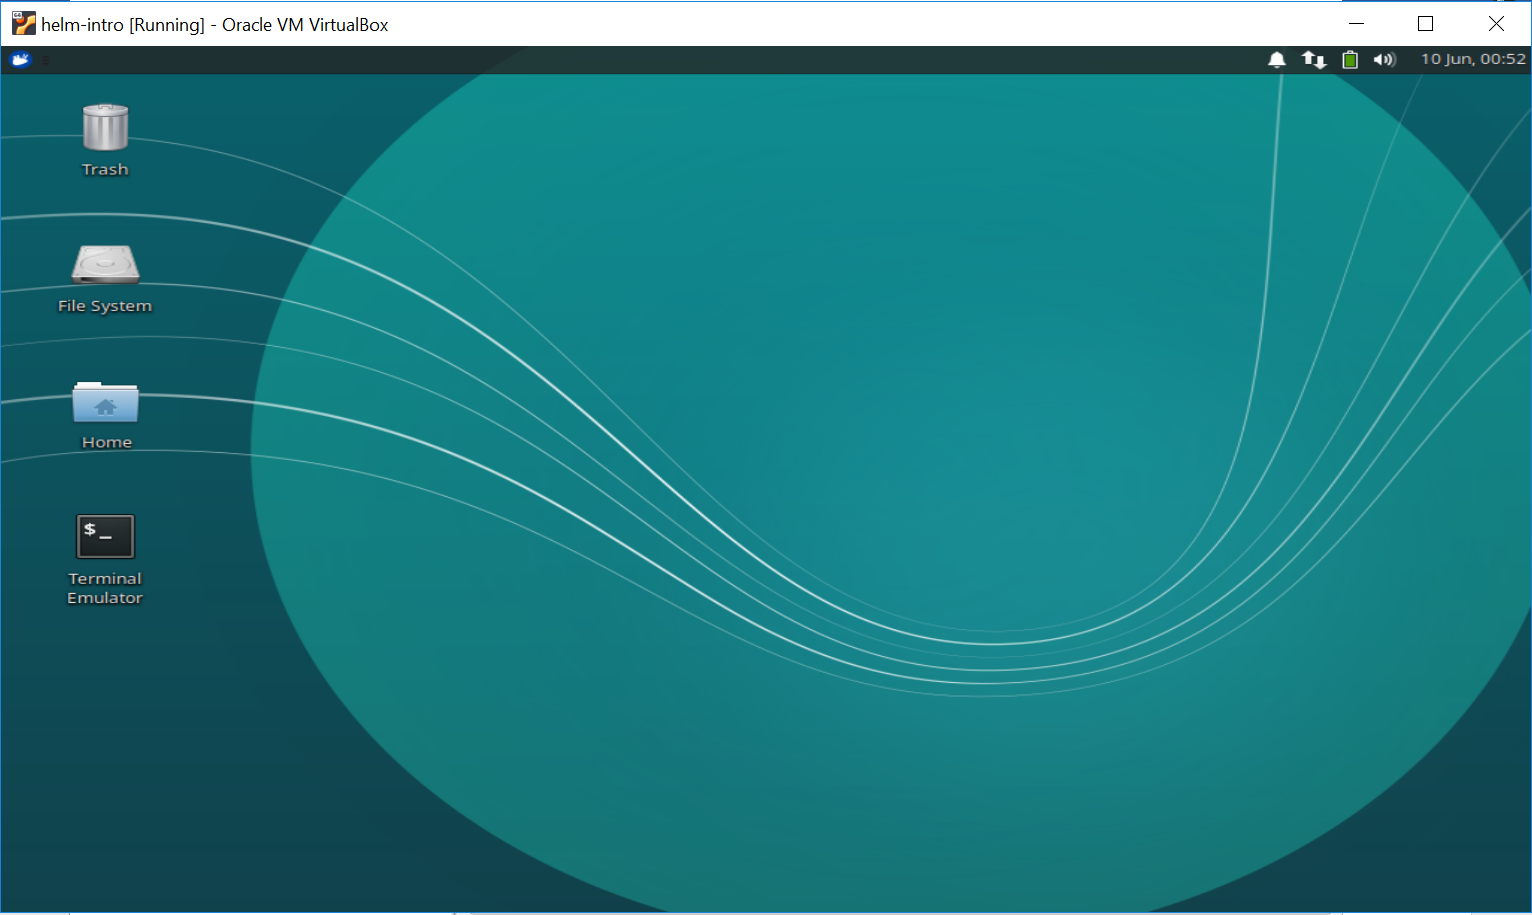 helm-intro [Running] - Oracle VM VirtualBox
10 Jun, 00:52
Trash
File System
Home
$_
Terminal
Emulator